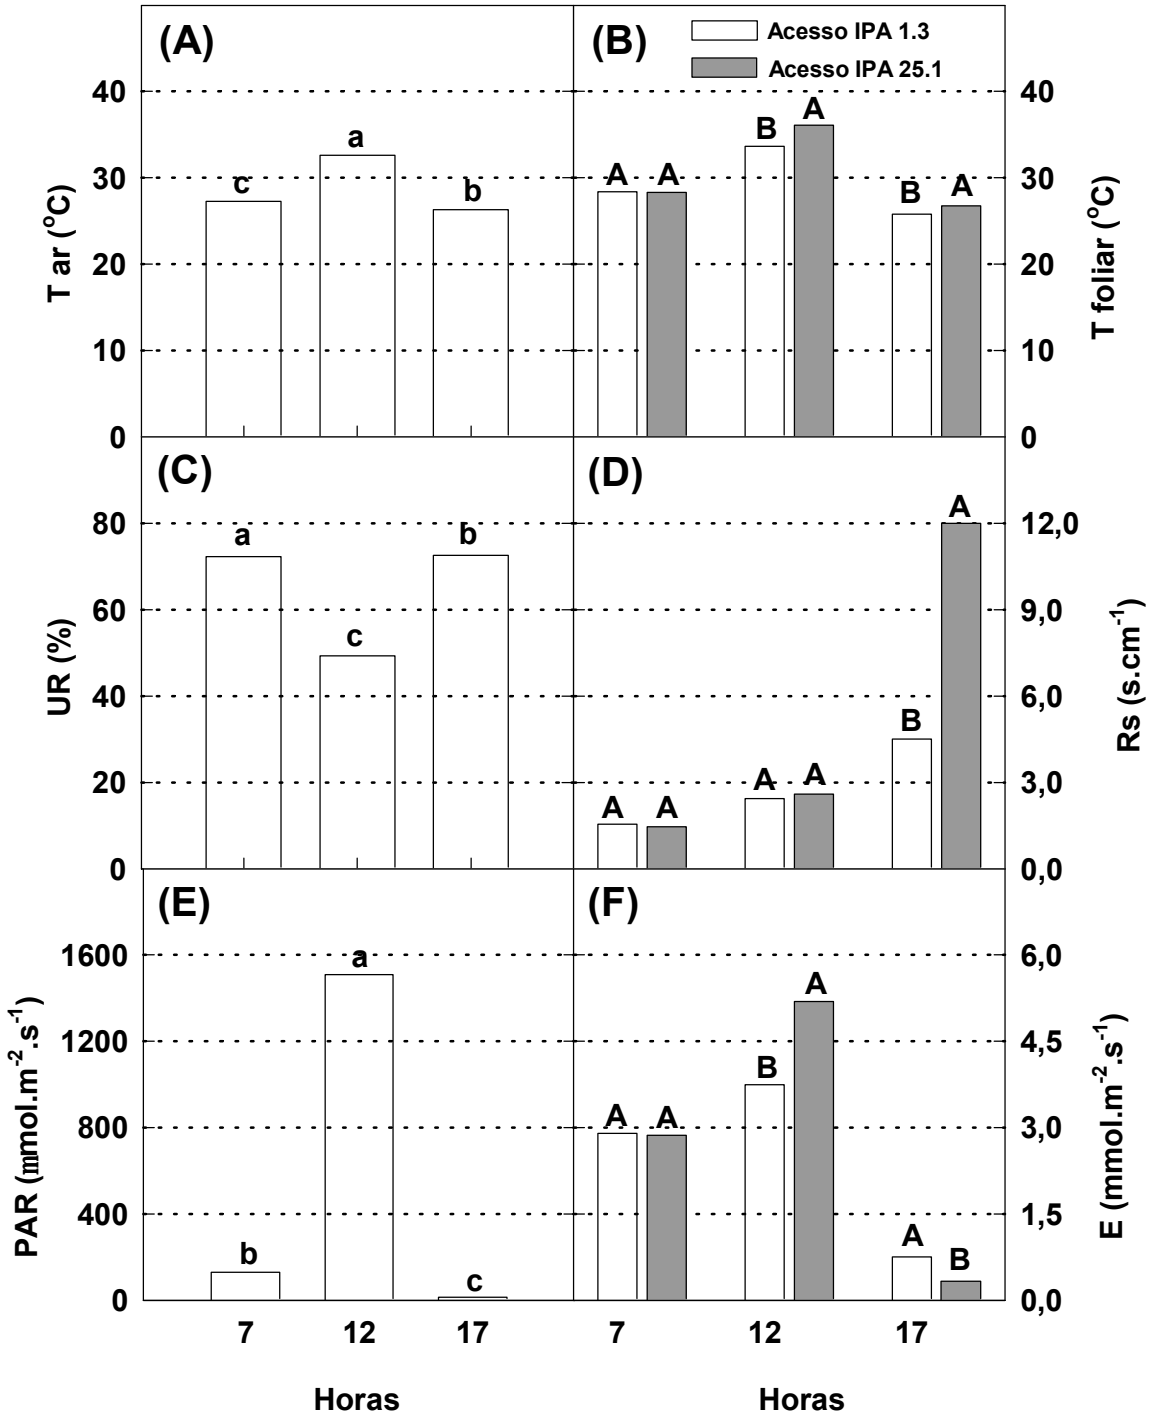 (A)
a
c
b
40
30
20
10
0
T ar (°C)
(B)
Acesso IPA 1.3
Acesso IPA 25.1
A A
B A
B A
40
30
20
10
0
T foliar (°C)
(C)
a
c
b
80
60
40
20
0
UR (%)
(D)
A A
A A
B A
12,0
9,0
6,0
3,0
0,0
Rs (s.cm⁻¹)
(E)
b
a
c
1600
1200
800
400
0
PAR (mmol.m⁻².s⁻¹)
7 12 17
Horas
(F)
A A
B A
A B
6,0
4,5
3,0
1,5
0,0
E (mmol.m⁻².s⁻¹)
7 12 17
Horas